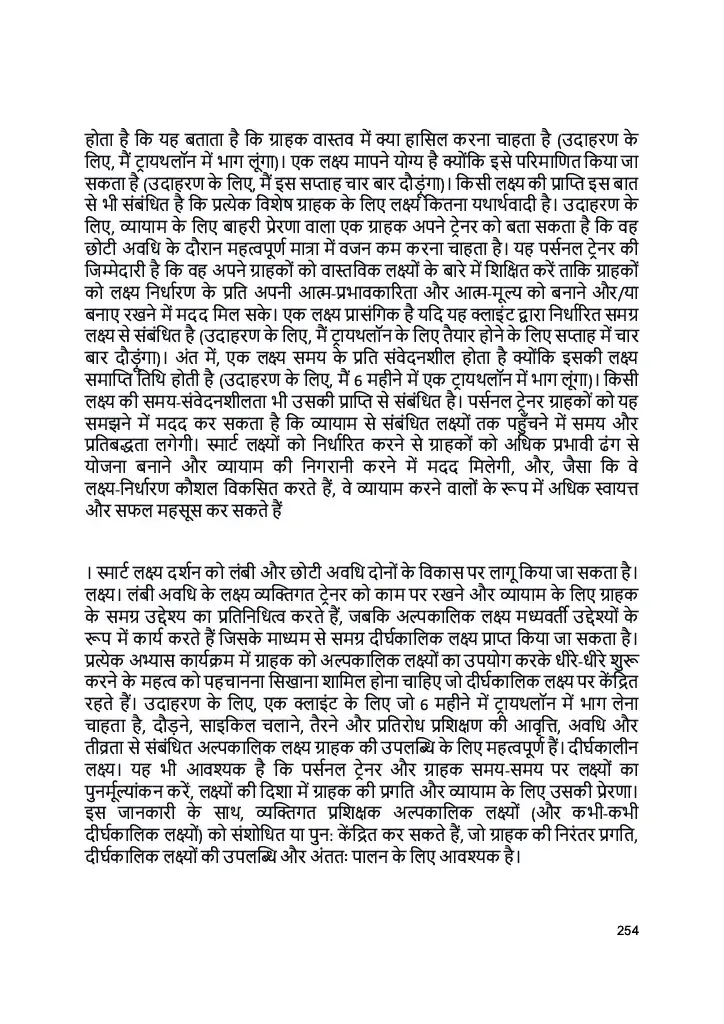 होता है कि यह बताता है कि ग्राहक वास्तव में क्या हासिल करना चाहता है (उदाहरण के
लिए, मैं ट्रायथलॉन में भाग लूंगा)। एक लक्ष्य मापने योग्य है क्योंकि इसे परिमाणित किया जा
सकता है (उदाहरण के लिए, मैं इस सप्ताह चार बार दौड़ूंगा)। किसी लक्ष्य की प्राप्ति इस बात
से भी संबंधित है कि प्रत्येक विशेष ग्राहक के लिए लक्ष्य कितना यथार्थवादी है। उदाहरण के
लिए, व्यायाम के लिए बाहरी प्रेरणा वाला एक ग्राहक अपने ट्रेनर को बता सकता है कि वह
छोटी अवधि के दौरान महत्वपूर्ण मात्रा में वजन कम करना चाहता है। यह पर्सनल ट्रेनर की
जिम्मेदारी है कि वह अपने ग्राहकों को वास्तविक लक्ष्यों के बारे में शिक्षित करें ताकि ग्राहकों
को लक्ष्य निर्धारण के प्रति अपनी आत्म-प्रभावकारिता और आत्म-मूल्य को बनाने और/या
बनाए रखने में मदद मिल सके। एक लक्ष्य प्रासंगिक है यदि यह क्लाइंट द्वारा निर्धारित समग्र
लक्ष्य से संबंधित है (उदाहरण के लिए, मैं ट्रायथलॉन के लिए तैयार होने के लिए सप्ताह में चार
बार दौड़ूंगा)। अंत में, एक लक्ष्य समय के प्रति संवेदनशील होता है क्योंकि इसकी लक्ष्य
समाप्ति तिथि होती है (उदाहरण के लिए, मैं 6 महीने में एक ट्रायथलॉन में भाग लूंगा)। किसी
लक्ष्य की समय-संवेदनशीलता भी उसकी प्राप्ति से संबंधित है। पर्सनल ट्रेनर ग्राहकों को यह
समझने में मदद कर सकता है कि व्यायाम से संबंधित लक्ष्यों तक पहुँचने में समय और
प्रतिबद्धता लगेगी। स्मार्ट लक्ष्यों को निर्धारित करने से ग्राहकों को अधिक प्रभावी ढंग से
योजना बनाने और व्यायाम की निगरानी करने में मदद मिलेगी, और, जैसा कि वे
लक्ष्य-निर्धारण कौशल विकसित करते हैं, वे व्यायाम करने वालों के रूप में अधिक स्वायत्त
और सफल महसूस कर सकते हैं
। स्मार्ट लक्ष्य दर्शन को लंबी और छोटी अवधि दोनों के विकास पर लागू किया जा सकता है।
लक्ष्य। लंबी अवधि के लक्ष्य व्यक्तिगत ट्रेनर को काम पर रखने और व्यायाम के लिए ग्राहक
के समग्र उद्देश्य का प्रतिनिधित्व करते हैं, जबकि अल्पकालिक लक्ष्य मध्यवर्ती उद्देश्यों के
रूप में कार्य करते हैं जिसके माध्यम से समग्र दीर्घकालिक लक्ष्य प्राप्त किया जा सकता है।
प्रत्येक अभ्यास कार्यक्रम में ग्राहक को अल्पकालिक लक्ष्यों का उपयोग करके धीरे-धीरे शुरू
करने के महत्व को पहचानना सिखाना शामिल होना चाहिए जो दीर्घकालिक लक्ष्य पर केंद्रित
रहते हैं। उदाहरण के लिए, एक क्लाइंट के लिए जो 6 महीने में ट्रायथलॉन में भाग लेना
चाहता है, दौड़ने, साइकिल चलाने, तैरने और प्रतिरोध प्रशिक्षण की आवृत्ति, अवधि और
तीव्रता से संबंधित अल्पकालिक लक्ष्य ग्राहक की उपलब्धि के लिए महत्वपूर्ण हैं। दीर्घकालीन
लक्ष्य। यह भी आवश्यक है कि पर्सनल ट्रेनर और ग्राहक समय-समय पर लक्ष्यों का
पुनर्मूल्यांकन करें, लक्ष्यों की दिशा में ग्राहक की प्रगति और व्यायाम के लिए उसकी प्रेरणा।
इस जानकारी के साथ, व्यक्तिगत प्रशिक्षक अल्पकालिक लक्ष्यों (और कभी-कभी
दीर्घकालिक लक्ष्यों) को संशोधित या पुन: केंद्रित कर सकते हैं, जो ग्राहक की निरंतर प्रगति,
दीर्घकालिक लक्ष्यों की उपलब्धि और अंततः पालन के लिए आवश्यक है।
254